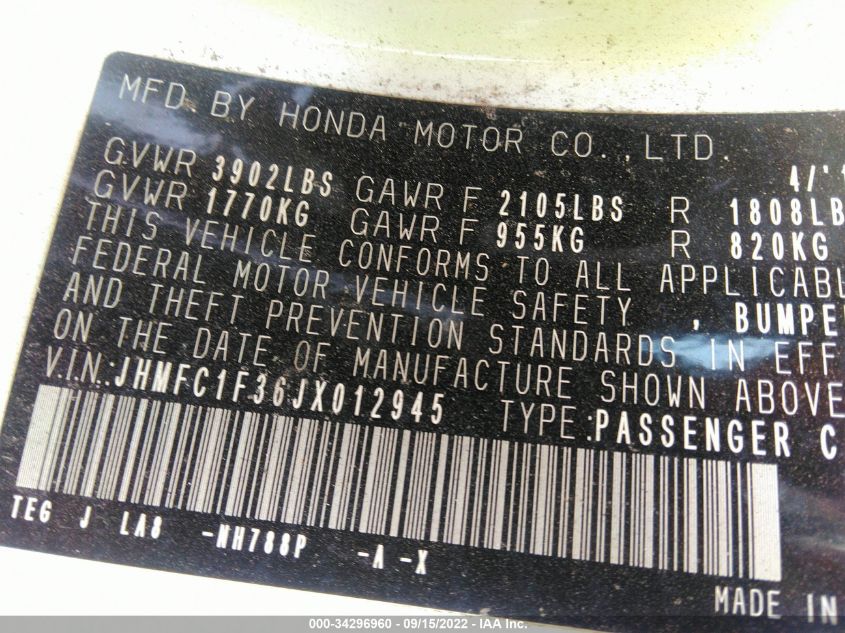 MFD. BY HONDA MOTOR CO., LTD.
GVWR 3902LBS GAWR F 2105LBS R 1808LB
GVWR 1770KG GAWR F 955KG R 820KG
THIS VEHICLE CONFORMS TO ALL APPLICABL
FEDERAL MOTOR VEHICLE SAFETY , BUMPE
AND THEFT PREVENTION STANDARDS IN EFF
ON THE DATE OF MANUFACTURE SHOWN ABOVE
V.I.N.:JHMFC1F36JX012945 TYPE:PASSENGER C
TEG J LA8 -NH788P -A -X
MADE IN
000-34296960 - 09/15/2022 - IAA Inc.